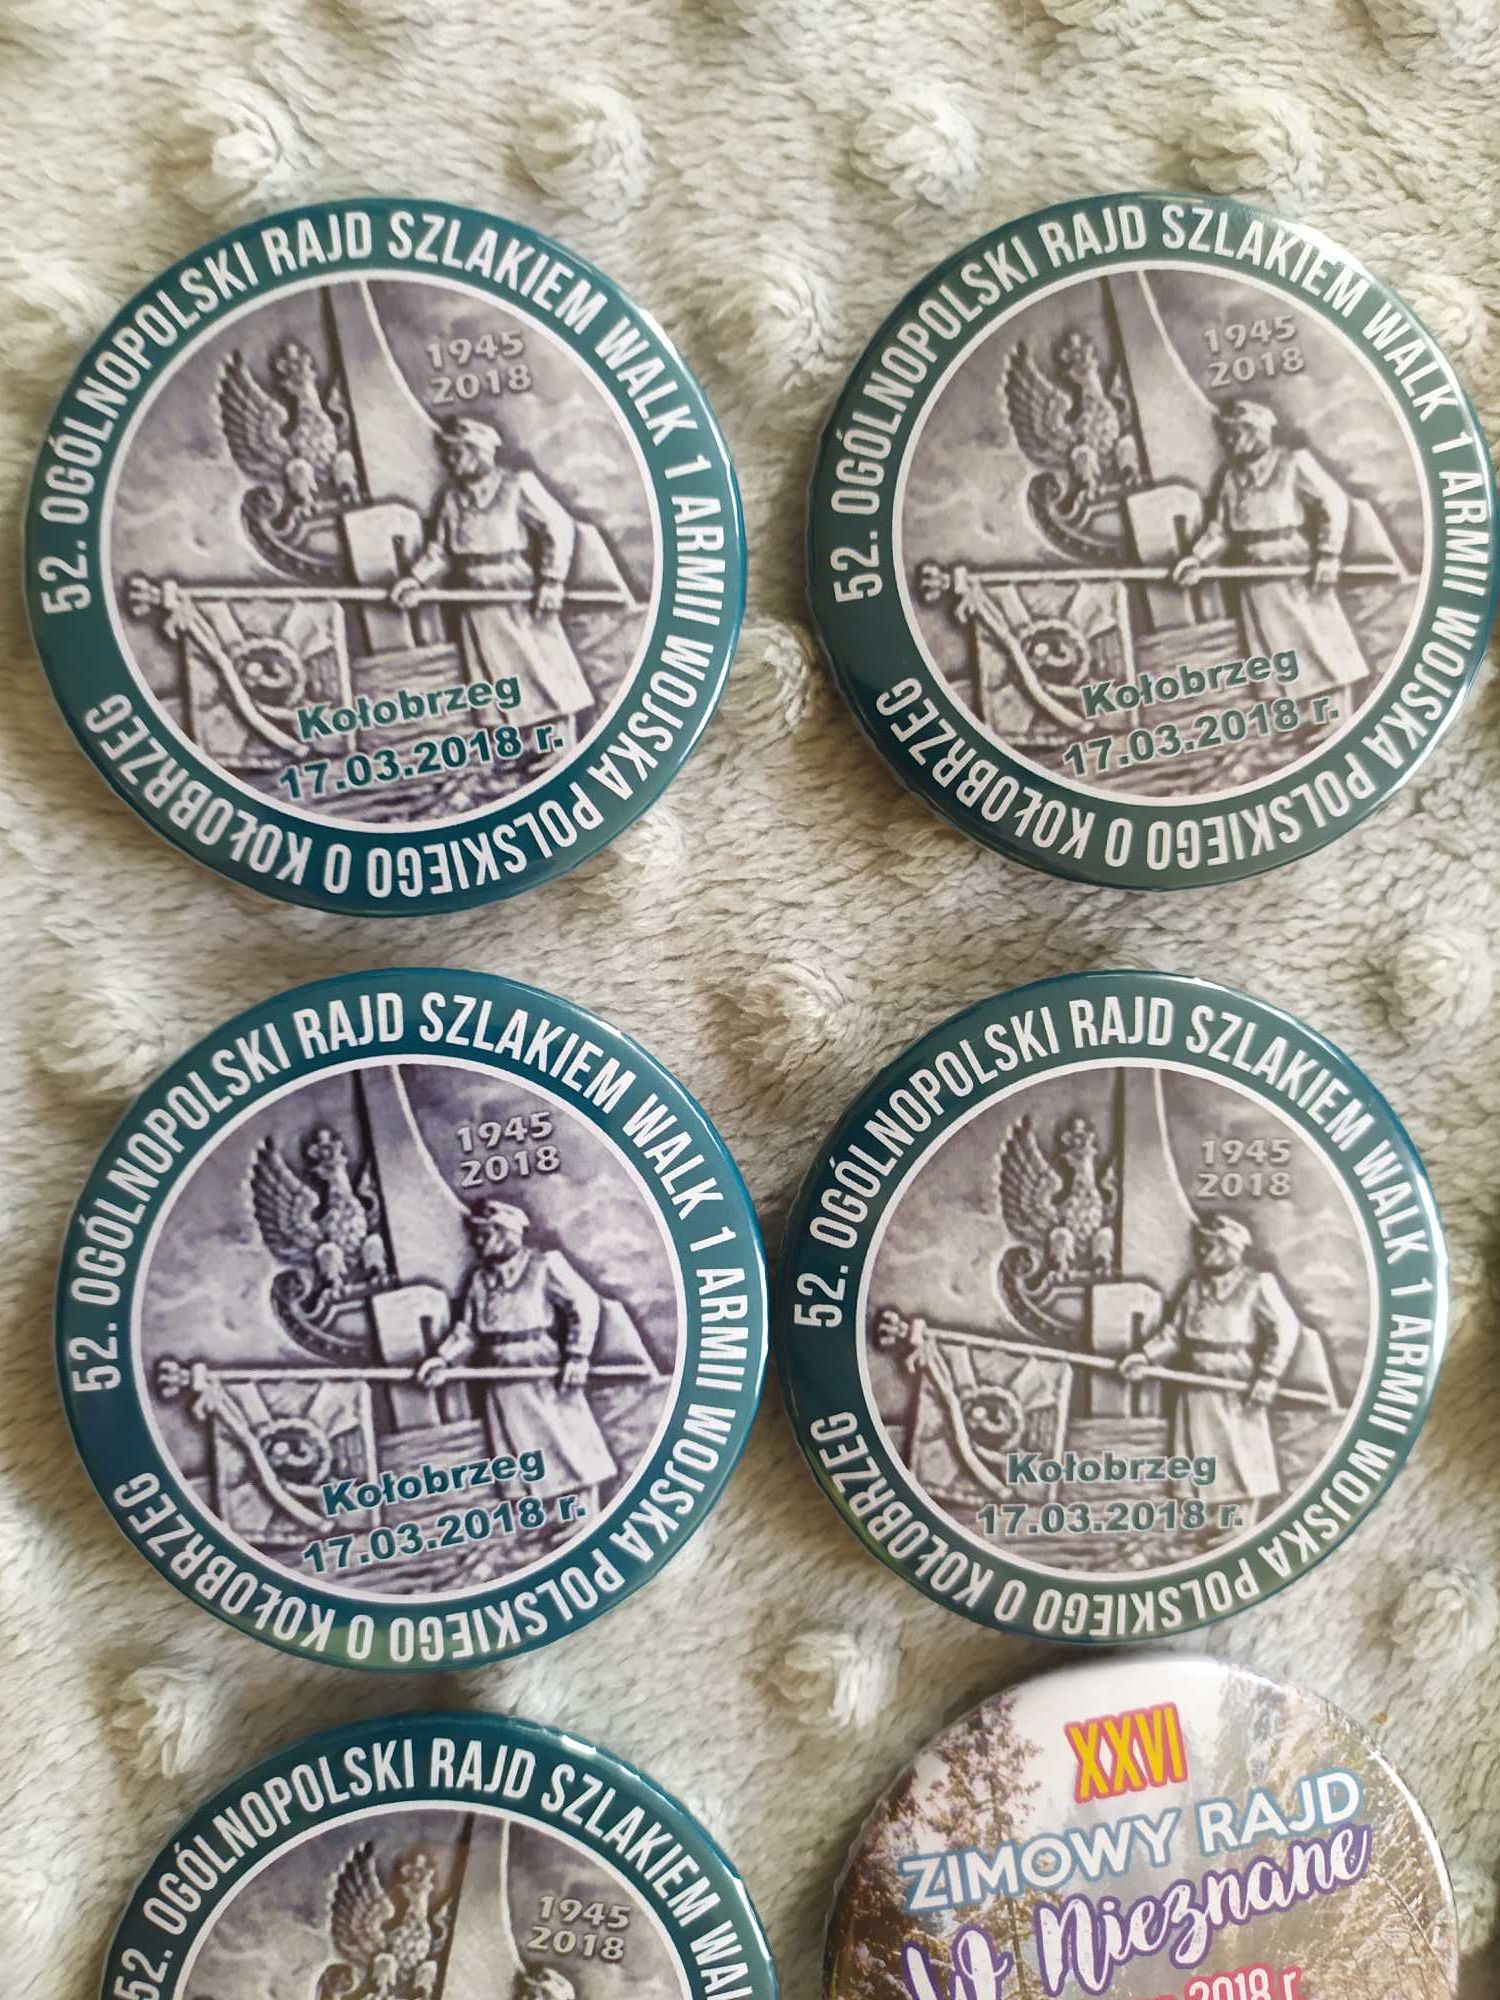 52. OGÓLNOPOLSKI RAJD SZLAKIEM WALK 1 ARMII WOJSKA POLSKIEGO O KOŁOBRZEG
1945
2018
Kołobrzeg
17.03.2018 r.
52. OGÓLNOPOLSKI RAJD SZLAKIEM WALK 1 ARMII WOJSKA POLSKIEGO O KOŁOBRZEG
1945
2018
Kołobrzeg
17.03.2018 r.
52. OGÓLNOPOLSKI RAJD SZLAKIEM WALK 1 ARMII WOJSKA POLSKIEGO O KOŁOBRZEG
1945
2018
Kołobrzeg
17.03.2018 r.
52. OGÓLNOPOLSKI RAJD SZLAKIEM WALK 1 ARMII WOJSKA POLSKIEGO O KOŁOBRZEG
1945
2018
Kołobrzeg
17.03.2018 r.
52. OGÓLNOPOLSKI RAJD SZLAKIEM WAL
1945
2018
XXVI
ZIMOWY RAJD
W Nieznane
2018 r.